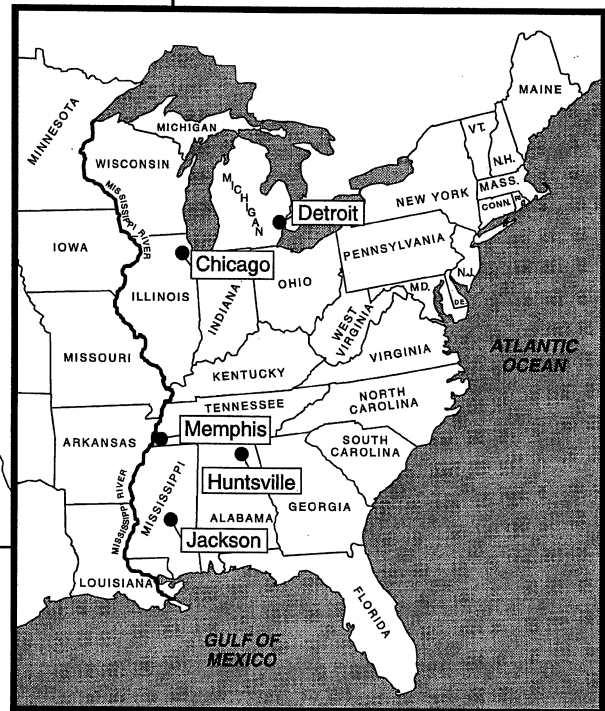 MINNESOTA
MICHIGAN
MAINE
WISCONSIN
VT.
N.H.
MICHIGAN
MASS.
CONN.
R.I.
NEW YORK
MISSISSIPPI RIVER
Detroit
IOWA
PENNSYLVANIA
Chicago
N.J.
OHIO
MD.
DE.
ILLINOIS
INDIANA
WEST
VIRGINIA
ATLANTIC
OCEAN
MISSOURI
VIRGINIA
KENTUCKY
NORTH
CAROLINA
TENNESSEE
ARKANSAS
Memphis
SOUTH
CAROLINA
Huntsville
MISSISSIPPI RIVER
MISSISSIPPI
GEORGIA
ALABAMA
Jackson
LOUISIANA
FLORIDA
GULF OF
MEXICO